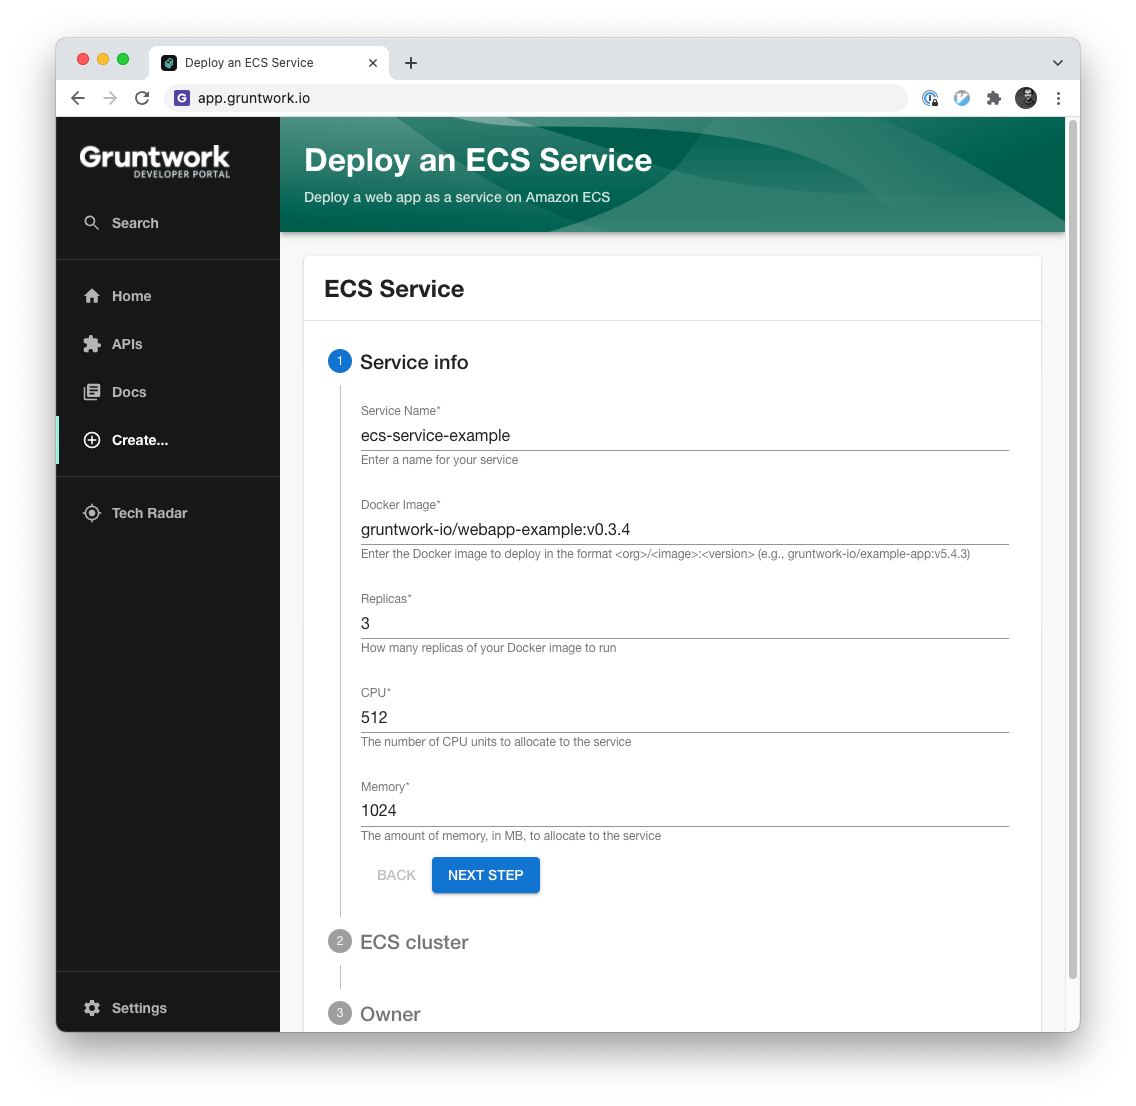 Deploy an ECS Service
app.gruntwork.io
Gruntwork
DEVELOPER PORTAL
Search
Home
APIs
Docs
Create...
Tech Radar
Settings
Deploy an ECS Service
Deploy a web app as a service on Amazon ECS
ECS Service
1 Service info
Service Name*
ecs-service-example
Enter a name for your service
Docker Image*
gruntwork-io/webapp-example:v0.3.4
Enter the Docker image to deploy in the format <org>/<image>:<version> (e.g., gruntwork-io/example-app:v5.4.3)
Replicas*
3
How many replicas of your Docker image to run
CPU*
512
The number of CPU units to allocate to the service
Memory*
1024
The amount of memory, in MB, to allocate to the service
BACK NEXT STEP
2 ECS cluster
3 Owner